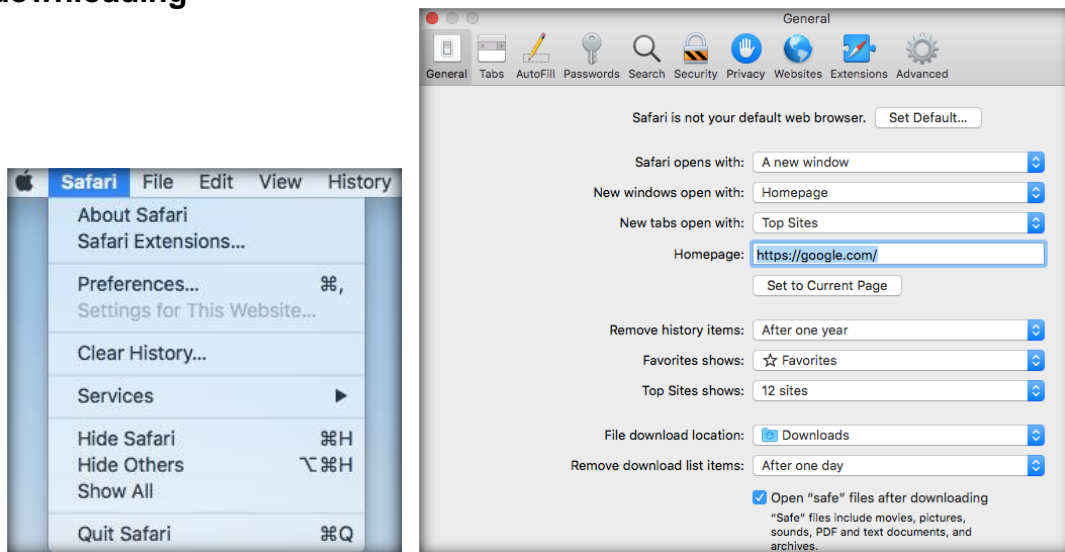 downloading
Safari File Edit View History
About Safari
Safari Extensions...
Preferences... ⌘,
Settings for This Website...
Clear History...
Services ▶
Hide Safari ⌘H
Hide Others ⌥⌘H
Show All
Quit Safari ⌘Q
General
General Tabs AutoFill Passwords Search Security Privacy Websites Extensions Advanced
Safari is not your default web browser. Set Default...
Safari opens with: A new window
New windows open with: Homepage
New tabs open with: Top Sites
Homepage: https://google.com/
Set to Current Page
Remove history items: After one year
Favorites shows: ☆ Favorites
Top Sites shows: 12 sites
File download location: Downloads
Remove download list items: After one day
Open “safe” files after downloading
“Safe” files include movies, pictures,
sounds, PDF and text documents, and
archives.